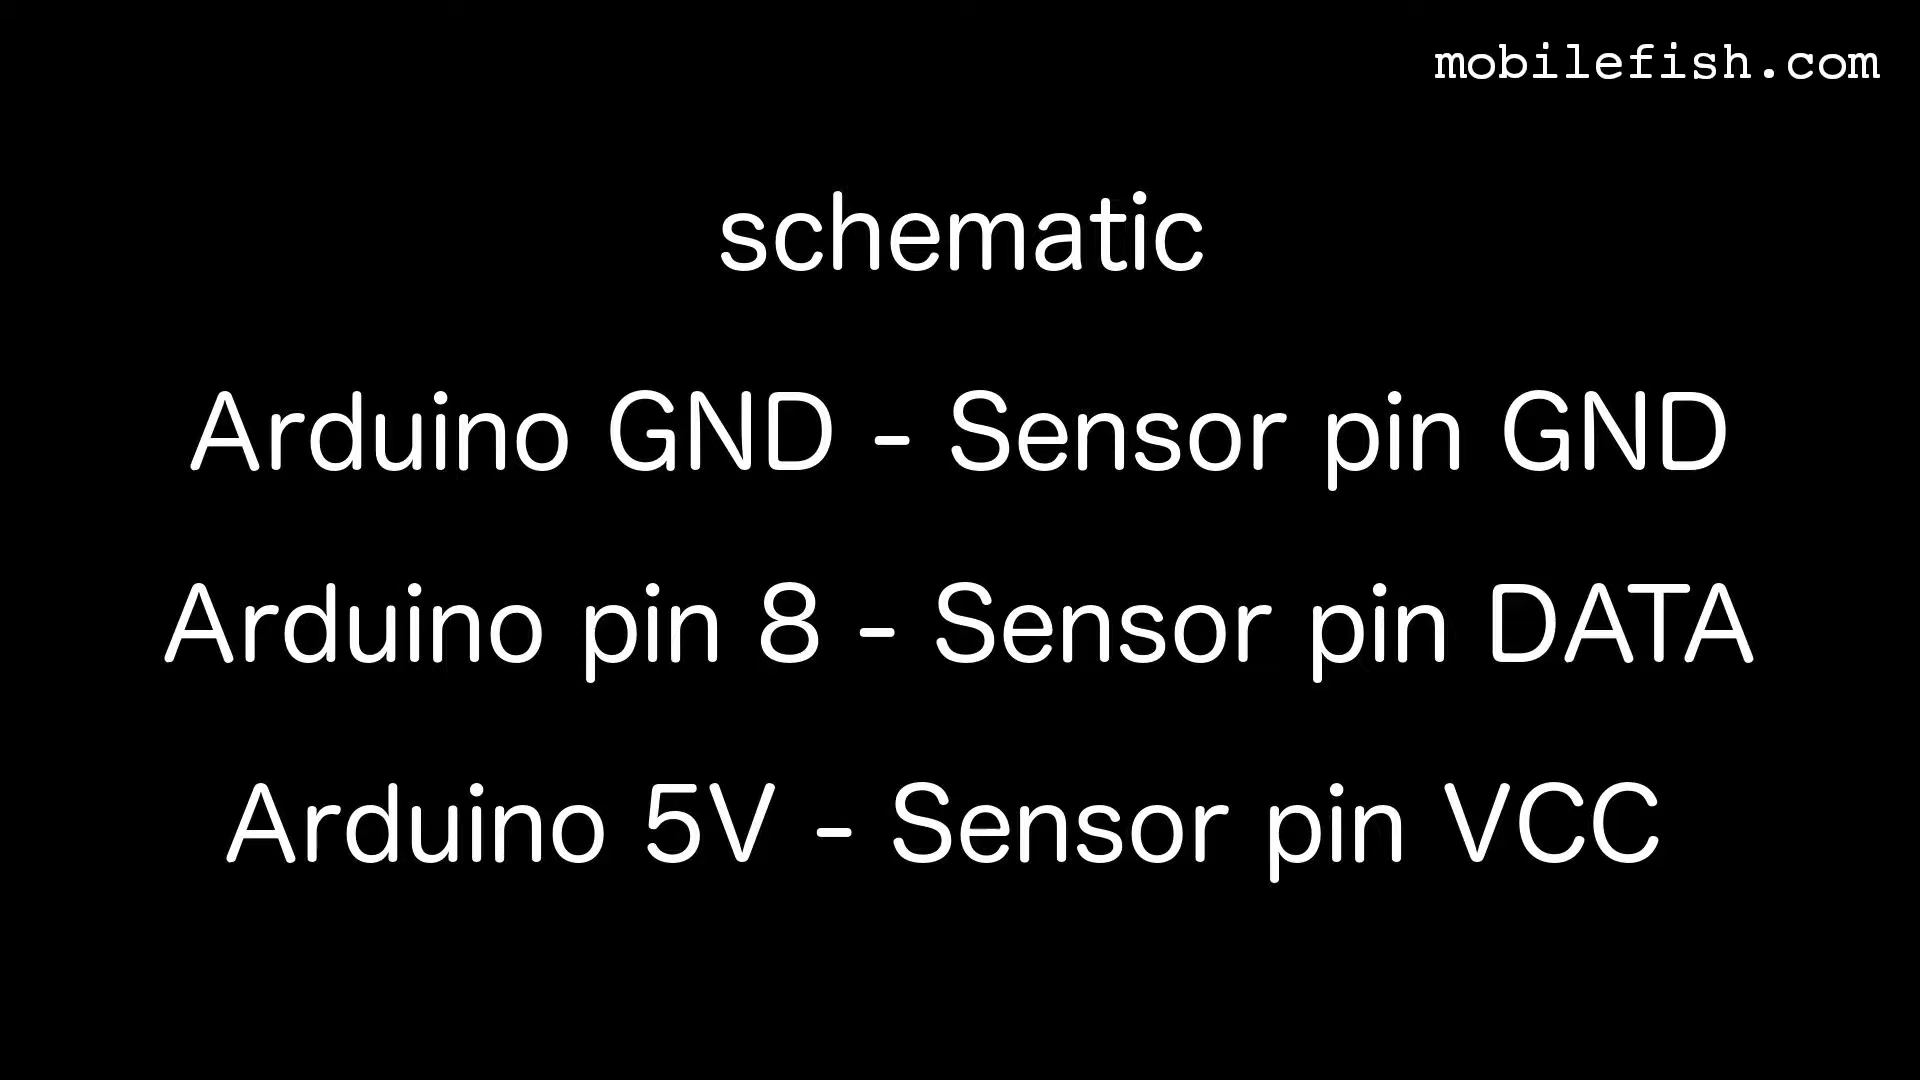 mobilefish.com
schematic
Arduino GND - Sensor pin GND
Arduino pin 8 - Sensor pin DATA
Arduino 5V - Sensor pin VCC